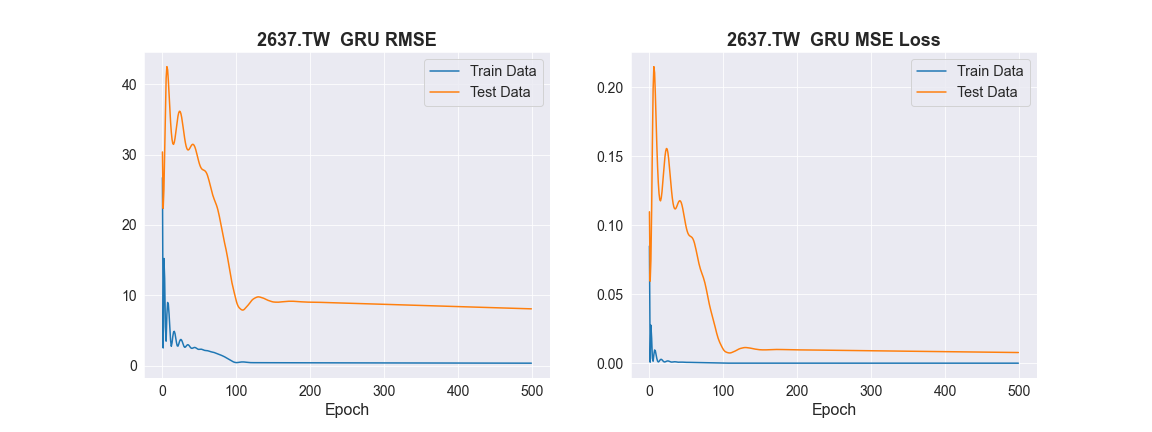 2637.TW  GRU RMSE
Train Data
Test Data
40
30
20
10
0
0 100 200 300 400 500
Epoch
2637.TW  GRU MSE Loss
Train Data
Test Data
0.20
0.15
0.10
0.05
0.00
0 100 200 300 400 500
Epoch